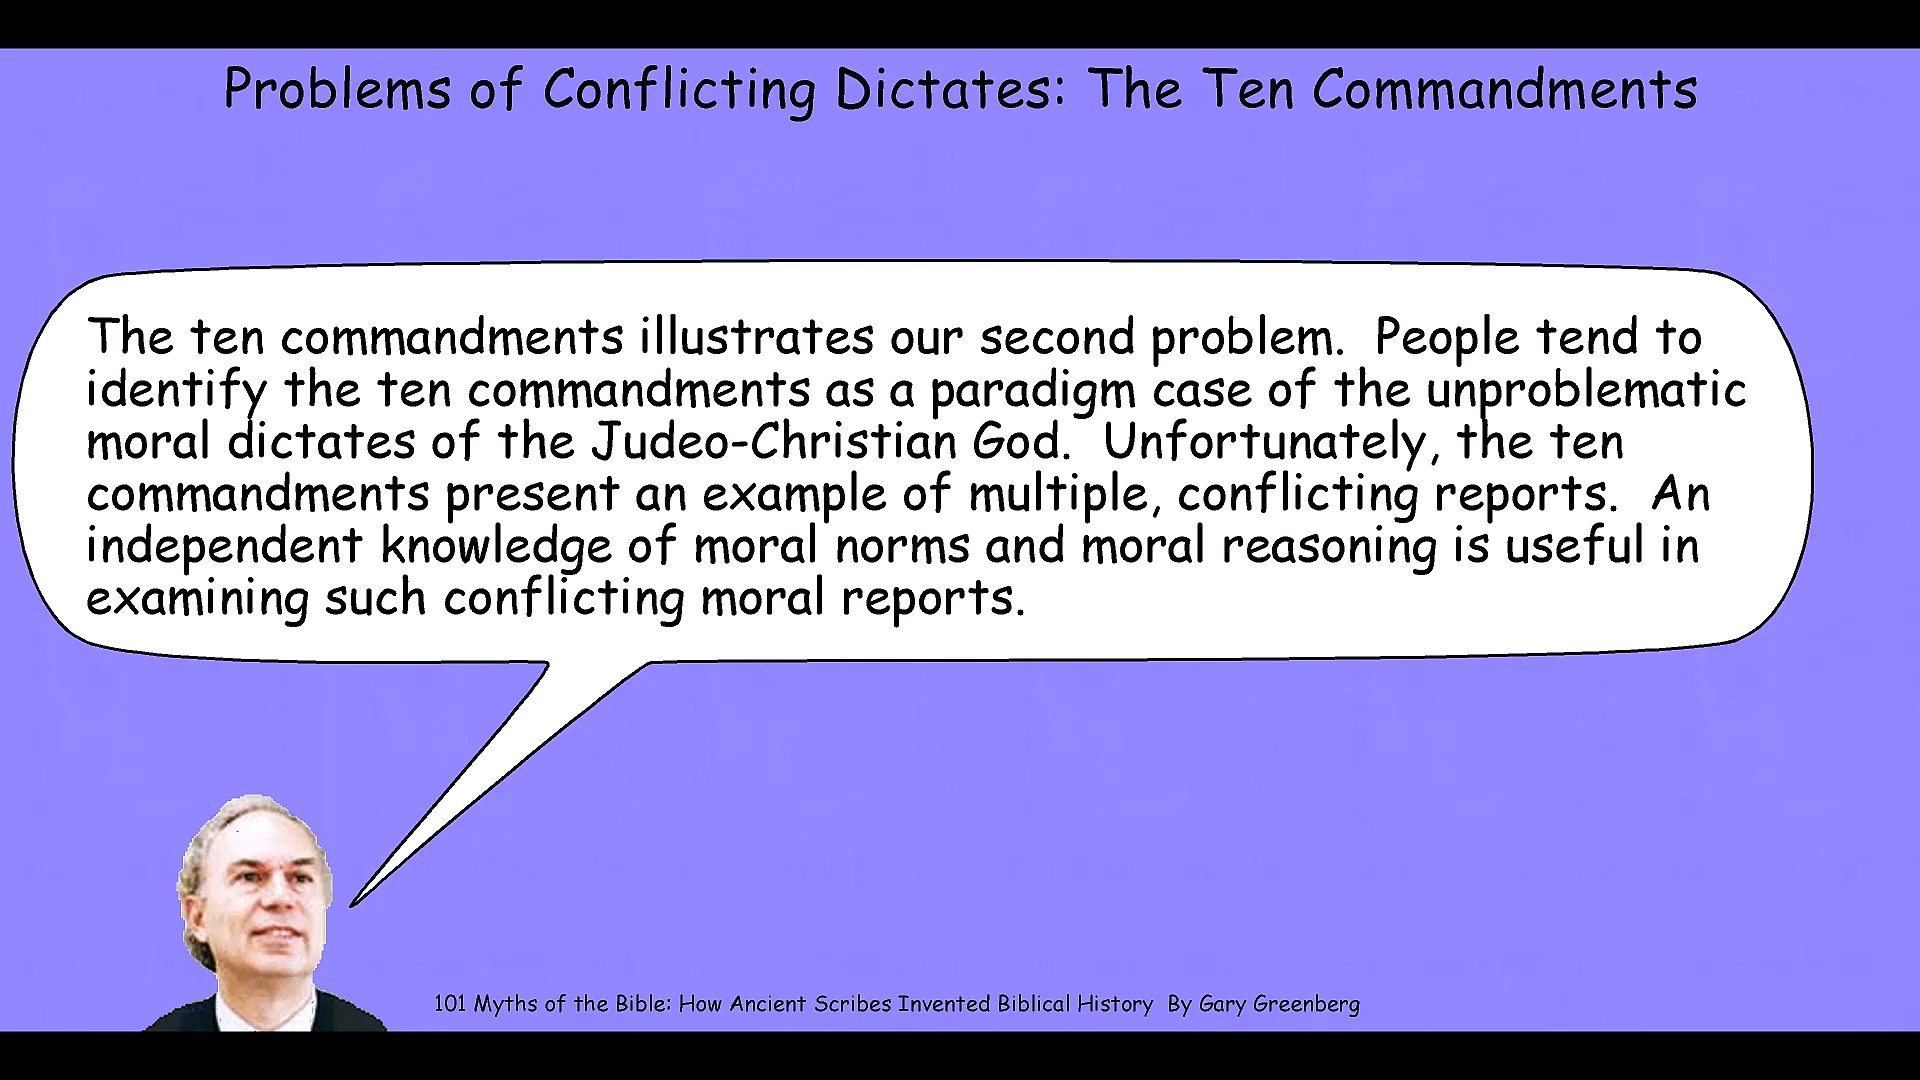 Problems of Conflicting Dictates: The Ten Commandments
The ten commandments illustrates our second problem. People tend to
identify the ten commandments as a paradigm case of the unproblematic
moral dictates of the Judeo-Christian God. Unfortunately, the ten
commandments present an example of multiple, conflicting reports. An
independent knowledge of moral norms and moral reasoning is useful in
examining such conflicting moral reports.
101 Myths of the Bible: How Ancient Scribes Invented Biblical History By Gary Greenberg